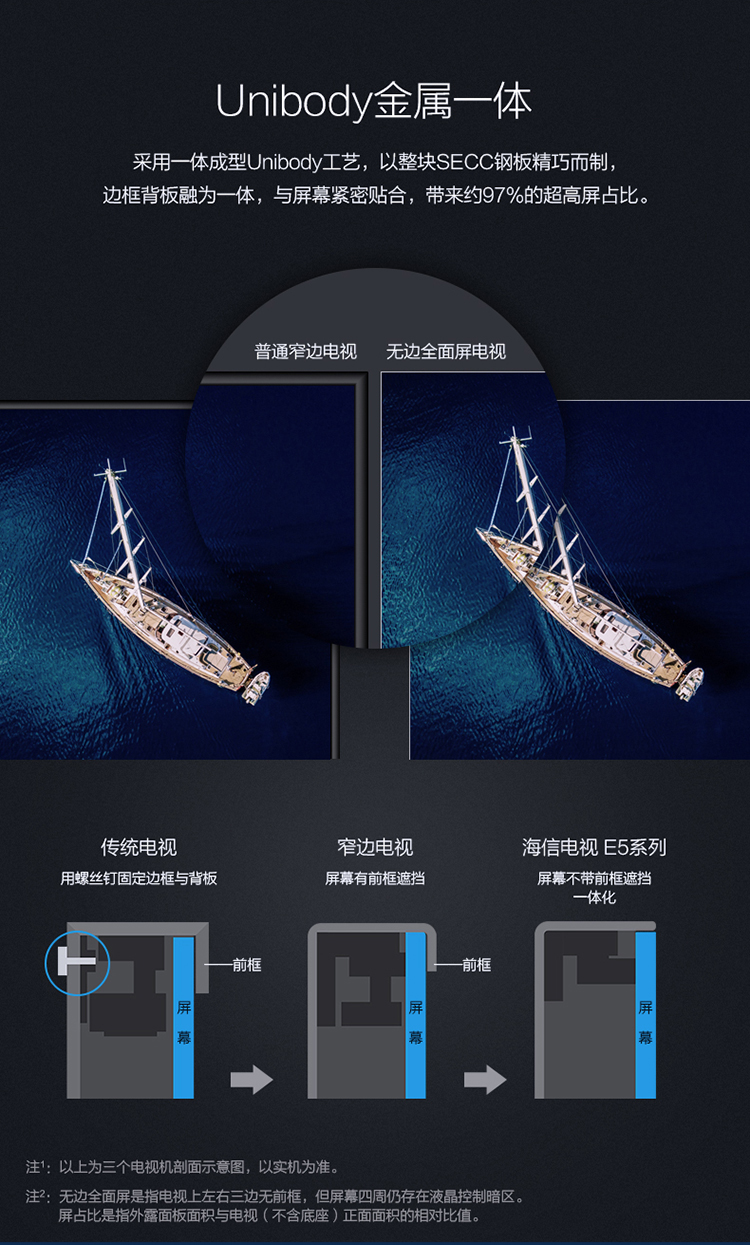 Unibody金属一体
采用一体成型Unibody工艺，以整块SECC钢板精巧而制，
边框背板融为一体，与屏幕紧密贴合，带来约97%的超高屏占比。
普通窄边电视
无边全面屏电视
传统电视
用螺丝钉固定边框与背板
前框
屏
幕
窄边电视
屏幕有前框遮挡
前框
屏
幕
海信电视 E5系列
屏幕不带前框遮挡
一体化
屏
幕
注¹：以上为三个电视机剖面示意图，以实机为准。
注²：无边全面屏是指电视上左右三边无前框，但屏幕四周仍存在液晶控制暗区。
屏占比是指外露面板面积与电视（不含底座）正面面积的相对比值。